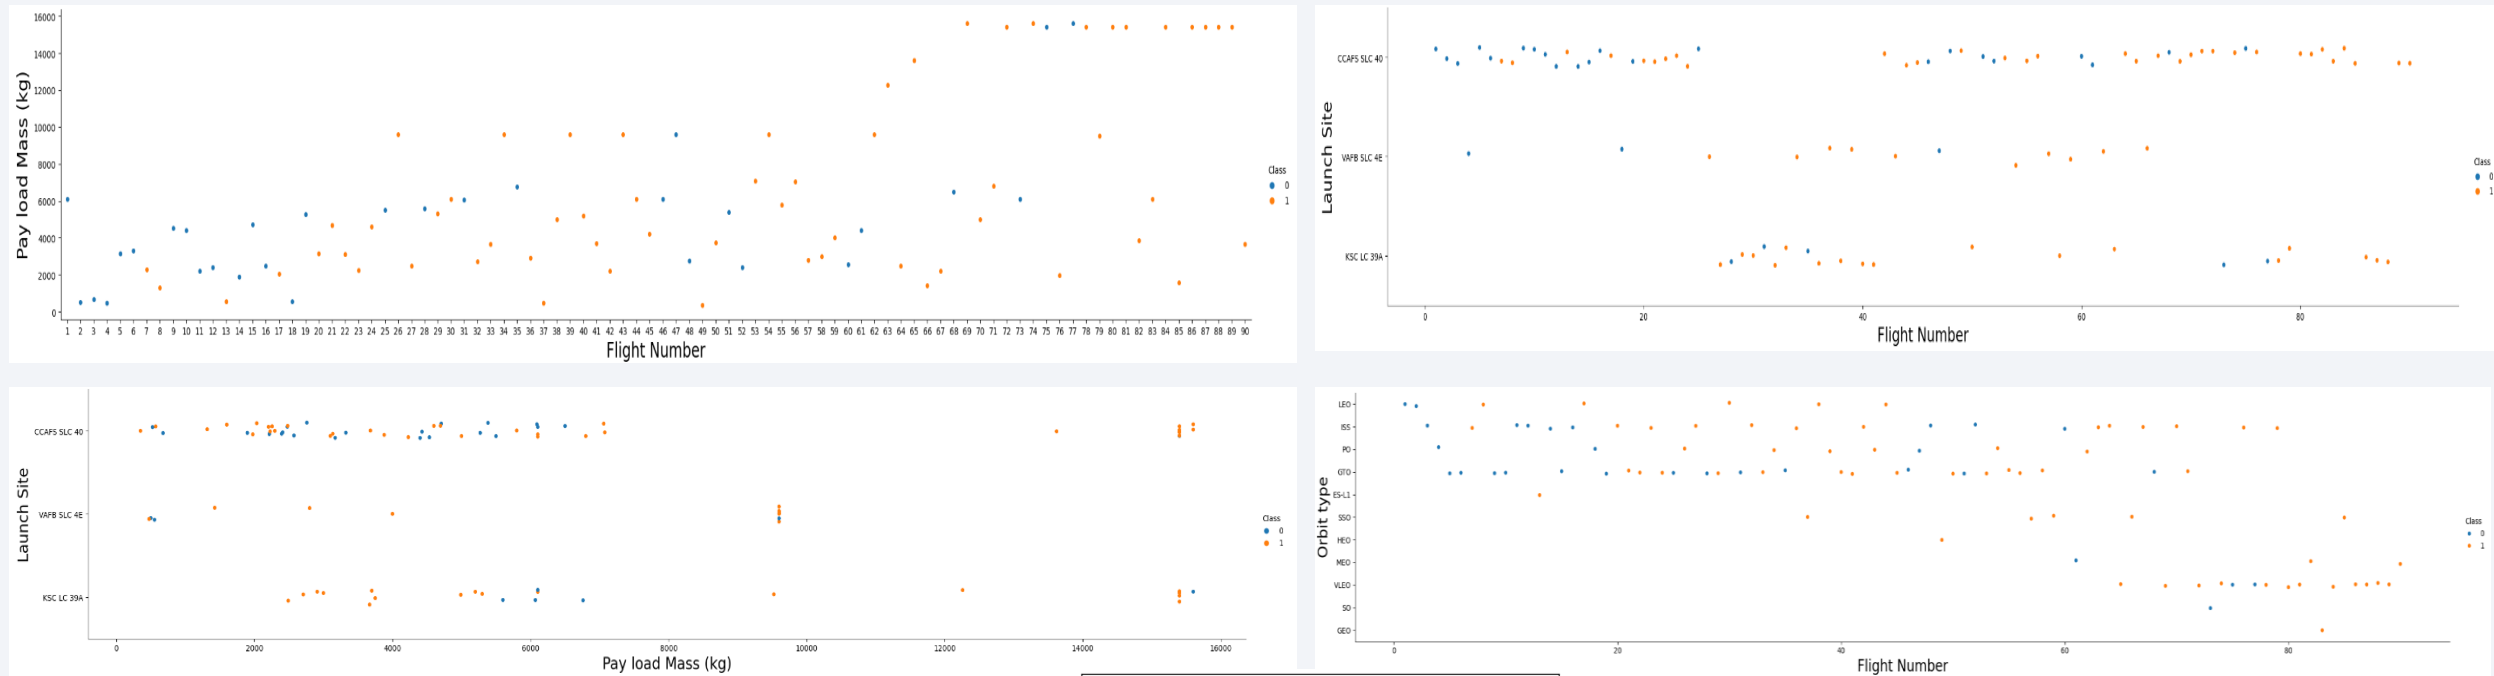 Pay load Mass (kg)
16000
14000
12000
10000
8000
6000
4000
2000
0
1 2 3 4 5 6 7 8 9 10 11 12 13 14 15 16 17 18 19 20 21 22 23 24 25 26 27 28 29 30 31 32 33 34 35 36 37 38 39 40 41 42 43 44 45 46 47 48 49 50 51 52 53 54 55 56 57 58 59 60 61 62 63 64 65 66 67 68 69 70 71 72 73 74 75 76 77 78 79 80 81 82 83 84 85 86 87 88 89 90
Flight Number
Class
0
1
Launch Site
CCAFS SLC 40
VAFB SLC 4E
KSC LC 39A
0 20 40 60 80
Flight Number
Class
0
1
Launch Site
CCAFS SLC 40
VAFB SLC 4E
KSC LC 39A
0 2000 4000 6000 8000 10000 12000 14000 16000
Pay load Mass (kg)
Class
0
1
Orbit type
LEO
ISS
PO
GTO
ES-L1
SSO
HEO
MEO
VLEO
SO
GEO
0 20 40 60 80
Flight Number
Class
0
1